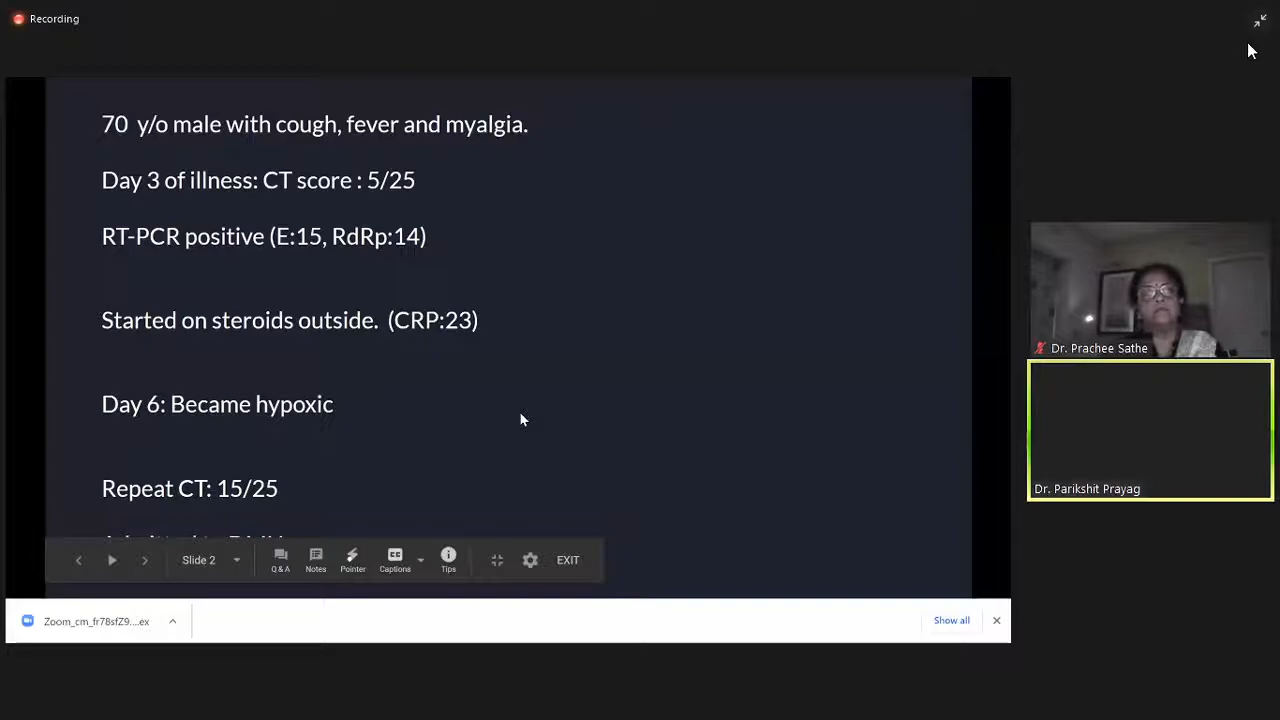 Recording
70 y/o male with cough, fever and myalgia.
Day 3 of illness: CT score : 5/25
RT-PCR positive (E:15, RdRp:14)
Started on steroids outside. (CRP:23)
Day 6: Became hypoxic
Repeat CT: 15/25
Slide 2
Q & A
Notes
Pointer
Captions
Tips
EXIT
Zoom_cm_fr78sfZ9....ex
Show all
Dr. Prachee Sathe
Dr. Parikshit Prayag